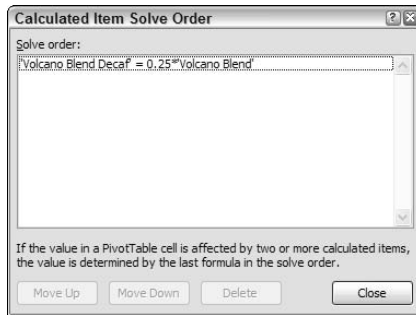 Calculated Item Solve Order
Solve order:
'Volcano Blend Decaf' = 0.25*'Volcano Blend'
If the value in a PivotTable cell is affected by two or more calculated items,
the value is determined by the last formula in the solve order.
Move Up Move Down Delete Close